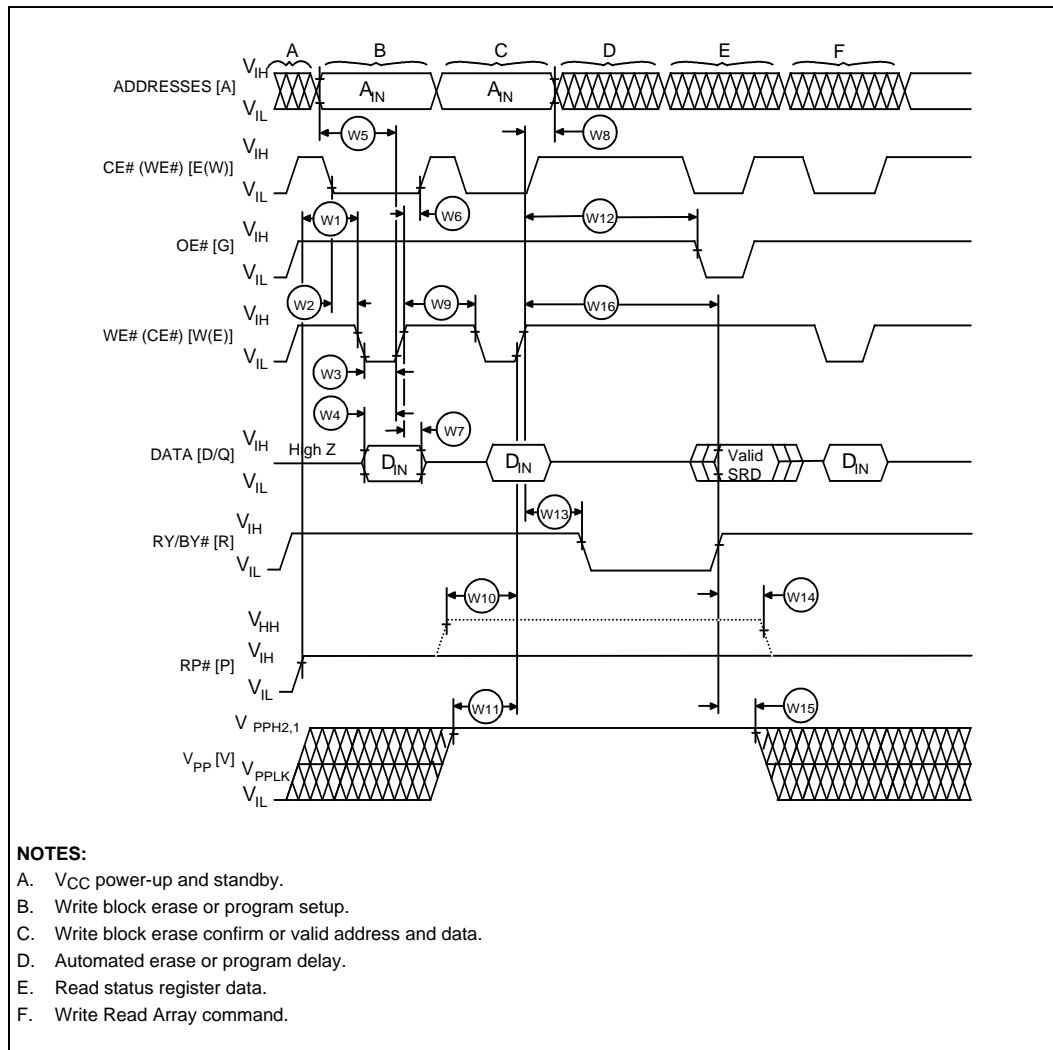 A B C D E F
VIH
ADDRESSES [A]
AIN AIN
VIL
W5 W8
VIH
CE# (WE#) [E(W)]
VIL
W1 W6 W12
VIH
OE# [G]
VIL
W2 W9 W16
VIH
WE# (CE#) [W(E)]
VIL
W3
W4 W7
VIH High Z
DATA [D/Q] DIN DIN Valid SRD DIN
VIL
W13
VIH
RY/BY# [R]
VIL
W10 W14
VHH
VIH
RP# [P]
VIL
W11 W15
V PPH2,1
VPP [V] VPPLK
VIL
NOTES:
A. VCC power-up and standby.
B. Write block erase or program setup.
C. Write block erase confirm or valid address and data.
D. Automated erase or program delay.
E. Read status register data.
F. Write Read Array command.